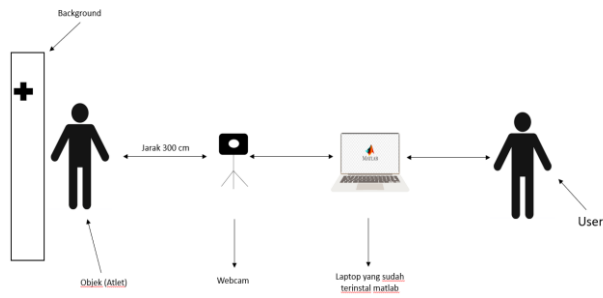 Background
Jarak 300 cm
User
Objek (Atlet)
Webcam
Laptop yang sudah
terinstal matlab